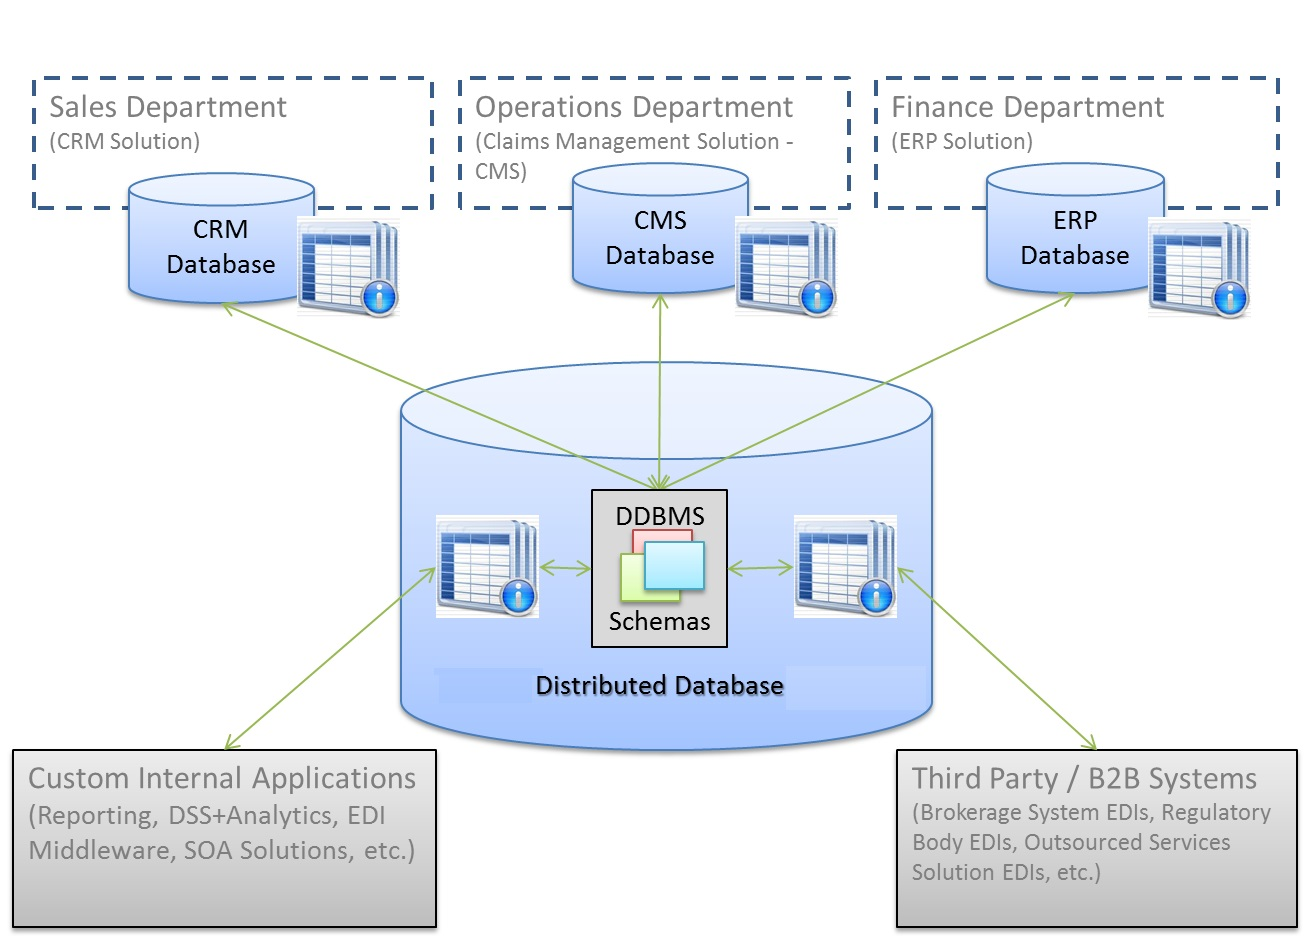 Sales Department
(CRM Solution)
Operations Department
(Claims Management Solution -
CMS)
Finance Department
(ERP Solution)
CRM
Database
CMS
Database
ERP
Database
DDBMS
Schemas
Distributed Database
Custom Internal Applications
(Reporting, DSS+Analytics, EDI
Middleware, SOA Solutions, etc.)
Third Party / B2B Systems
(Brokerage System EDIs, Regulatory
Body EDIs, Outsourced Services
Solution EDIs, etc.)